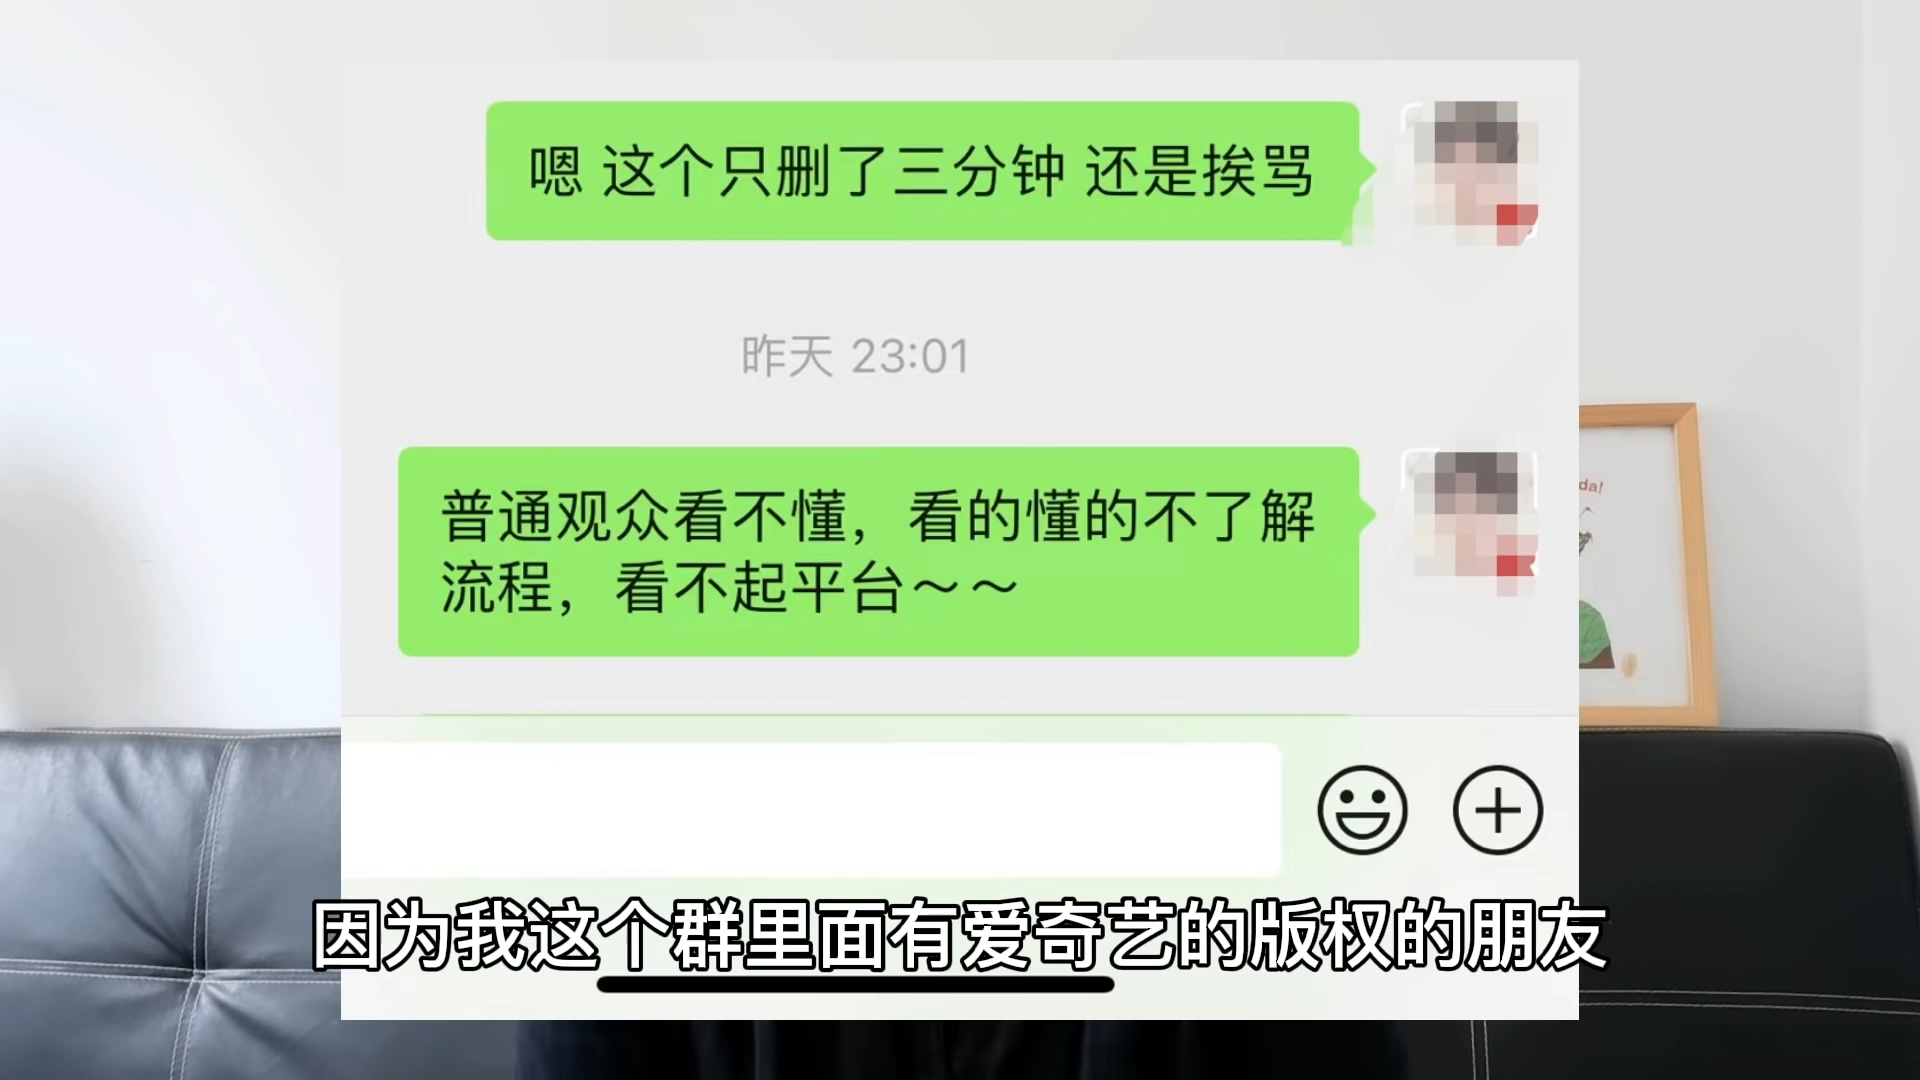 嗯 这个只删了三分钟 还是挨骂
昨天 23:01
普通观众看不懂，看的懂的不了解
流程，看不起平台～～
da!
因为我这个群里面有爱奇艺的版权的朋友